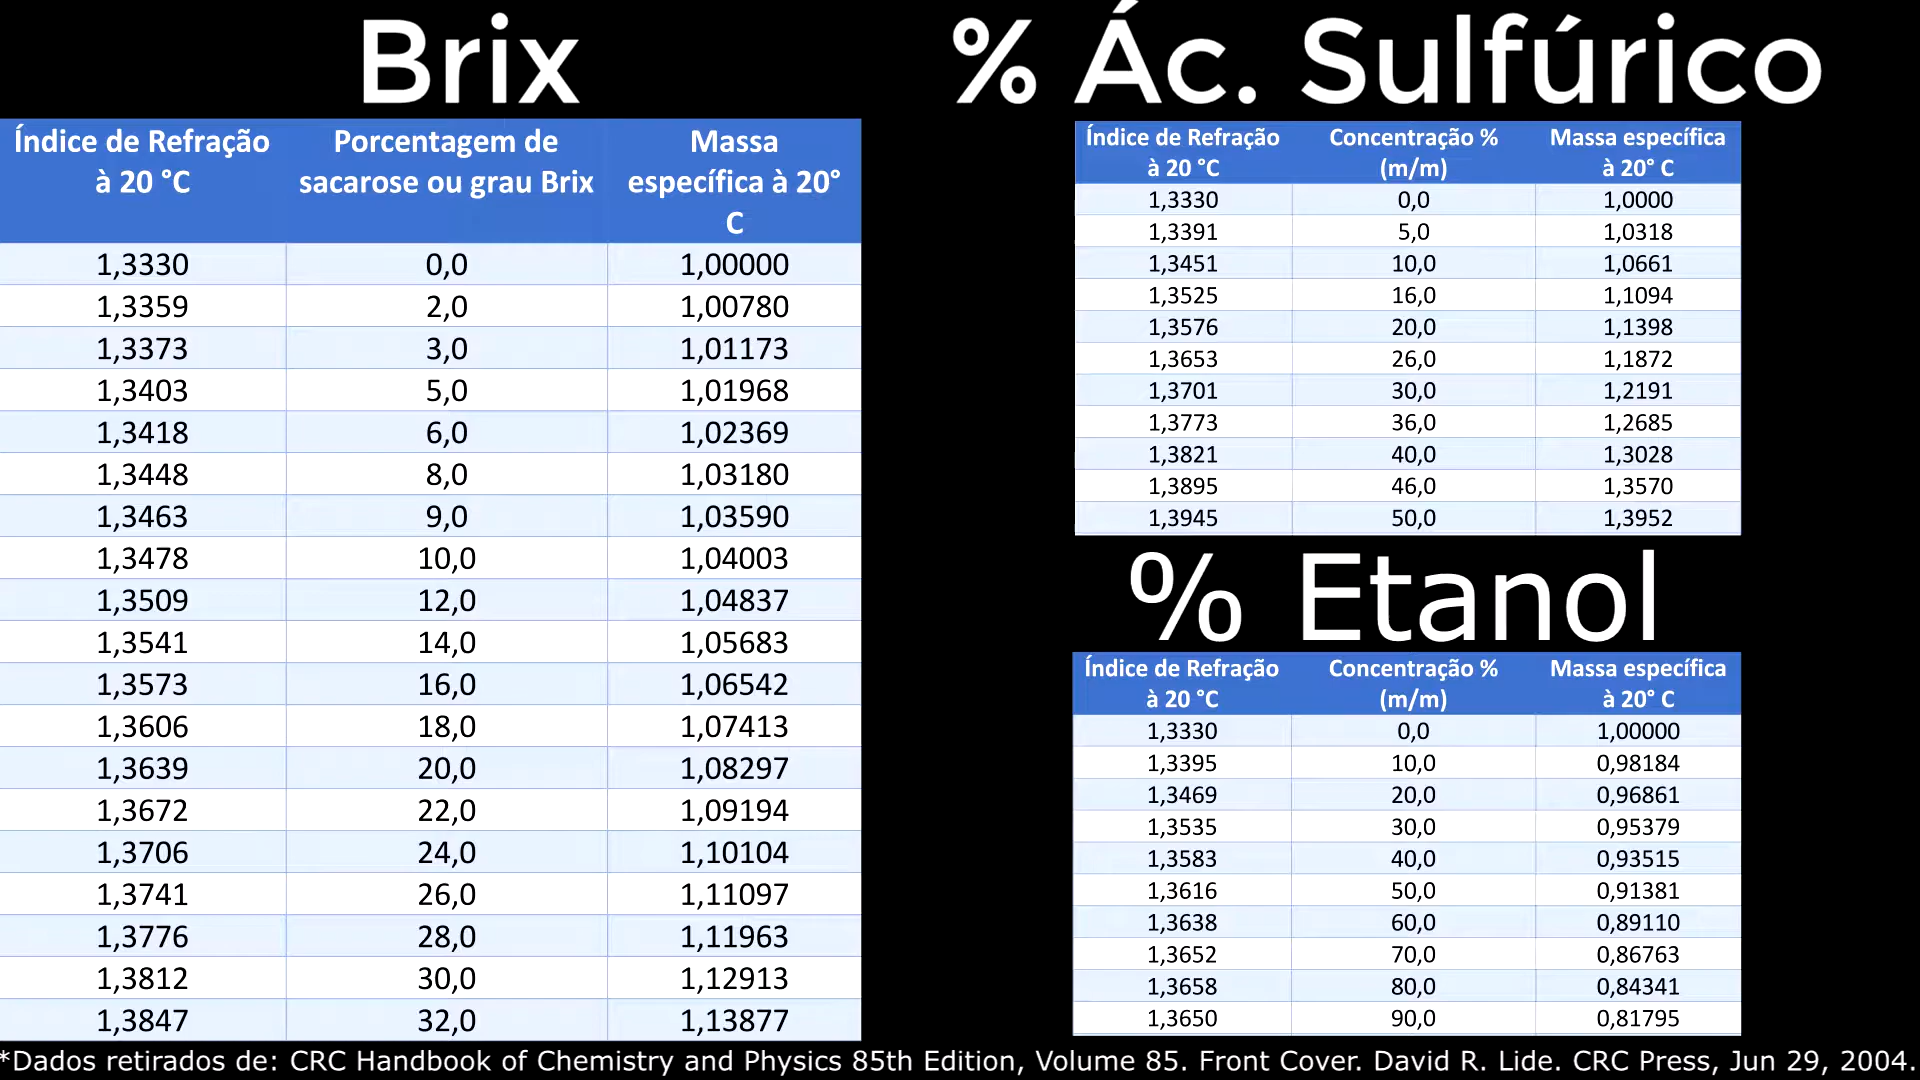 Brix
Índice de Refração à 20 °C | Porcentagem de sacarose ou grau Brix | Massa específica à 20° C
1,3330 0,0 1,00000
1,3359 2,0 1,00780
1,3373 3,0 1,01173
1,3403 5,0 1,01968
1,3418 6,0 1,02369
1,3448 8,0 1,03180
1,3463 9,0 1,03590
1,3478 10,0 1,04003
1,3509 12,0 1,04837
1,3541 14,0 1,05683
1,3573 16,0 1,06542
1,3606 18,0 1,07413
1,3639 20,0 1,08297
1,3672 22,0 1,09194
1,3706 24,0 1,10104
1,3741 26,0 1,11097
1,3776 28,0 1,11963
1,3812 30,0 1,12913
1,3847 32,0 1,13877
% Ác. Sulfúrico
Índice de Refração à 20 °C | Concentração % (m/m) | Massa específica à 20° C
1,3330 0,0 1,0000
1,3391 5,0 1,0318
1,3451 10,0 1,0661
1,3525 16,0 1,1094
1,3576 20,0 1,1398
1,3653 26,0 1,1872
1,3701 30,0 1,2191
1,3773 36,0 1,2685
1,3821 40,0 1,3028
1,3895 46,0 1,3570
1,3945 50,0 1,3952
% Etanol
Índice de Refração à 20 °C | Concentração % (m/m) | Massa específica à 20° C
1,3330 0,0 1,00000
1,3395 10,0 0,98184
1,3469 20,0 0,96861
1,3535 30,0 0,95379
1,3583 40,0 0,93515
1,3616 50,0 0,91381
1,3638 60,0 0,89110
1,3652 70,0 0,86763
1,3658 80,0 0,84341
1,3650 90,0 0,81795
*Dados retirados de: CRC Handbook of Chemistry and Physics 85th Edition, Volume 85. Front Cover. David R. Lide. CRC Press, Jun 29, 2004.